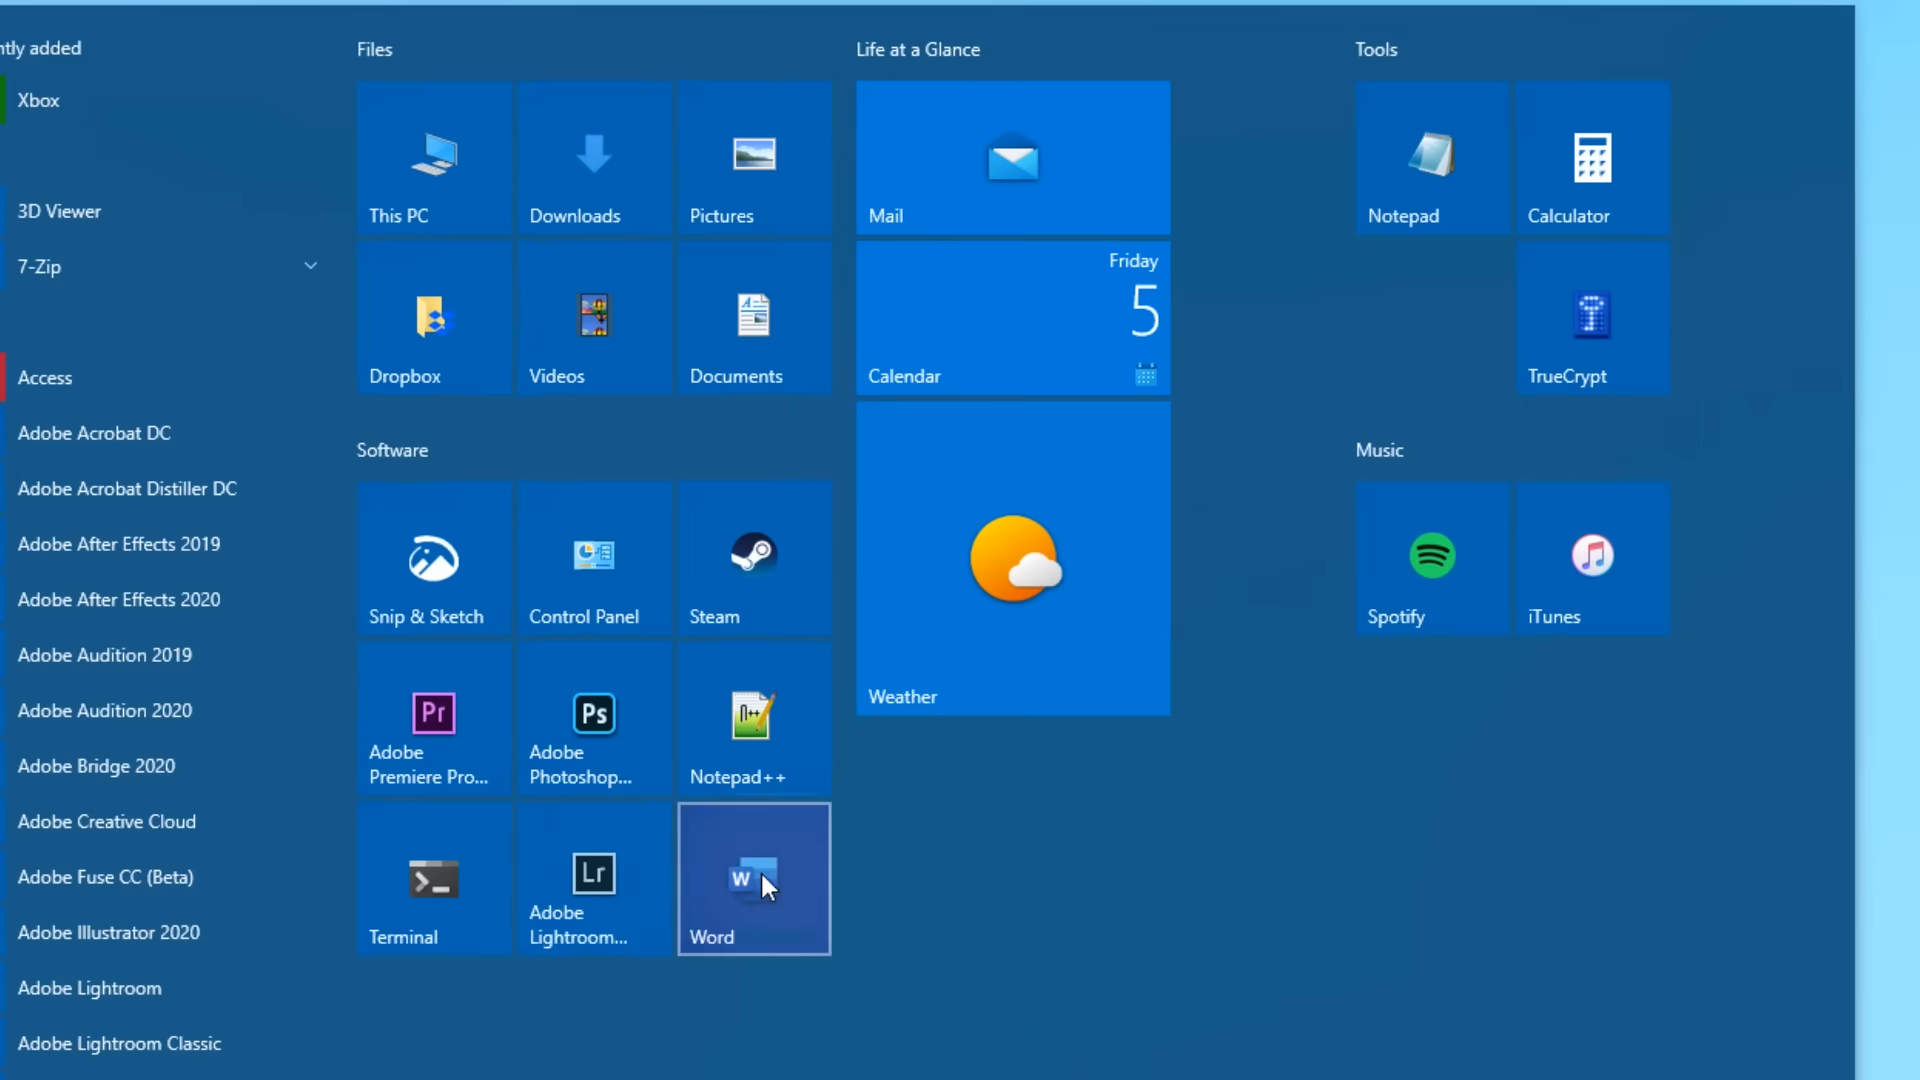 ntly added
Xbox
3D Viewer
7-Zip
Access
Adobe Acrobat DC
Adobe Acrobat Distiller DC
Adobe After Effects 2019
Adobe After Effects 2020
Adobe Audition 2019
Adobe Audition 2020
Adobe Bridge 2020
Adobe Creative Cloud
Adobe Fuse CC (Beta)
Adobe Illustrator 2020
Adobe Lightroom
Adobe Lightroom Classic
Files
This PC
Downloads
Pictures
Dropbox
Videos
Documents
Software
Snip & Sketch
Control Panel
Steam
Pr
Adobe
Premiere Pro...
Ps
Adobe
Photoshop...
n++
Notepad++
Terminal
Lr
Adobe
Lightroom...
W
Word
Life at a Glance
Mail
Friday
5
Calendar
Weather
Tools
Notepad
Calculator
T
TrueCrypt
Music
Spotify
iTunes